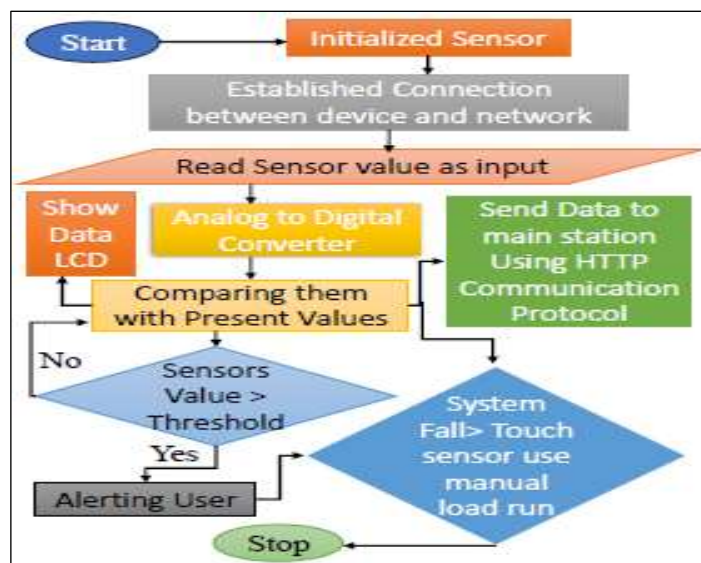 Start
Initialized Sensor
Established Connection
between device and network
Read Sensor value as input
Show
Data
LCD
Analog to Digital
Converter
Send Data to
main station
Using HTTP
Communication
Protocol
Comparing them
with Present Values
No
Sensors
Value >
Threshold
Yes
Alerting User
System
Fall> Touch
sensor use
manual
load run
Stop